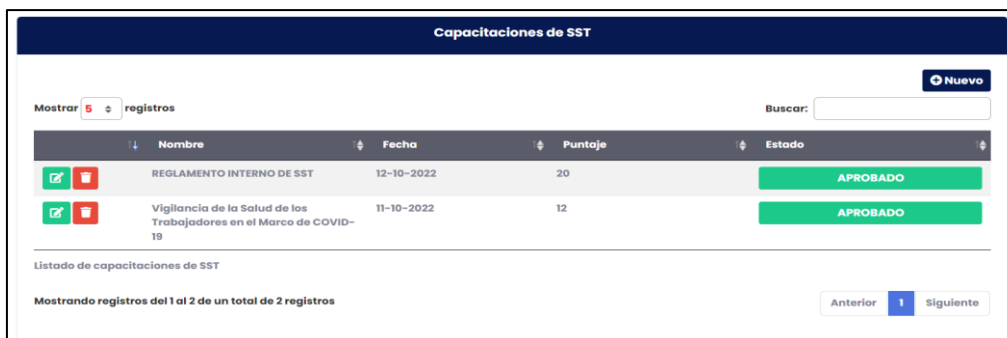 Capacitaciones de SST
Nuevo
Mostrar 5 registros
Buscar:
Nombre Fecha Puntaje Estado
REGLAMENTO INTERNO DE SST 12-10-2022 20 APROBADO
Vigilancia de la Salud de los 11-10-2022 12 APROBADO
Trabajadores en el Marco de COVID-
19
Listado de capacitaciones de SST
Mostrando registros del 1 al 2 de un total de 2 registros
Anterior 1 Siguiente